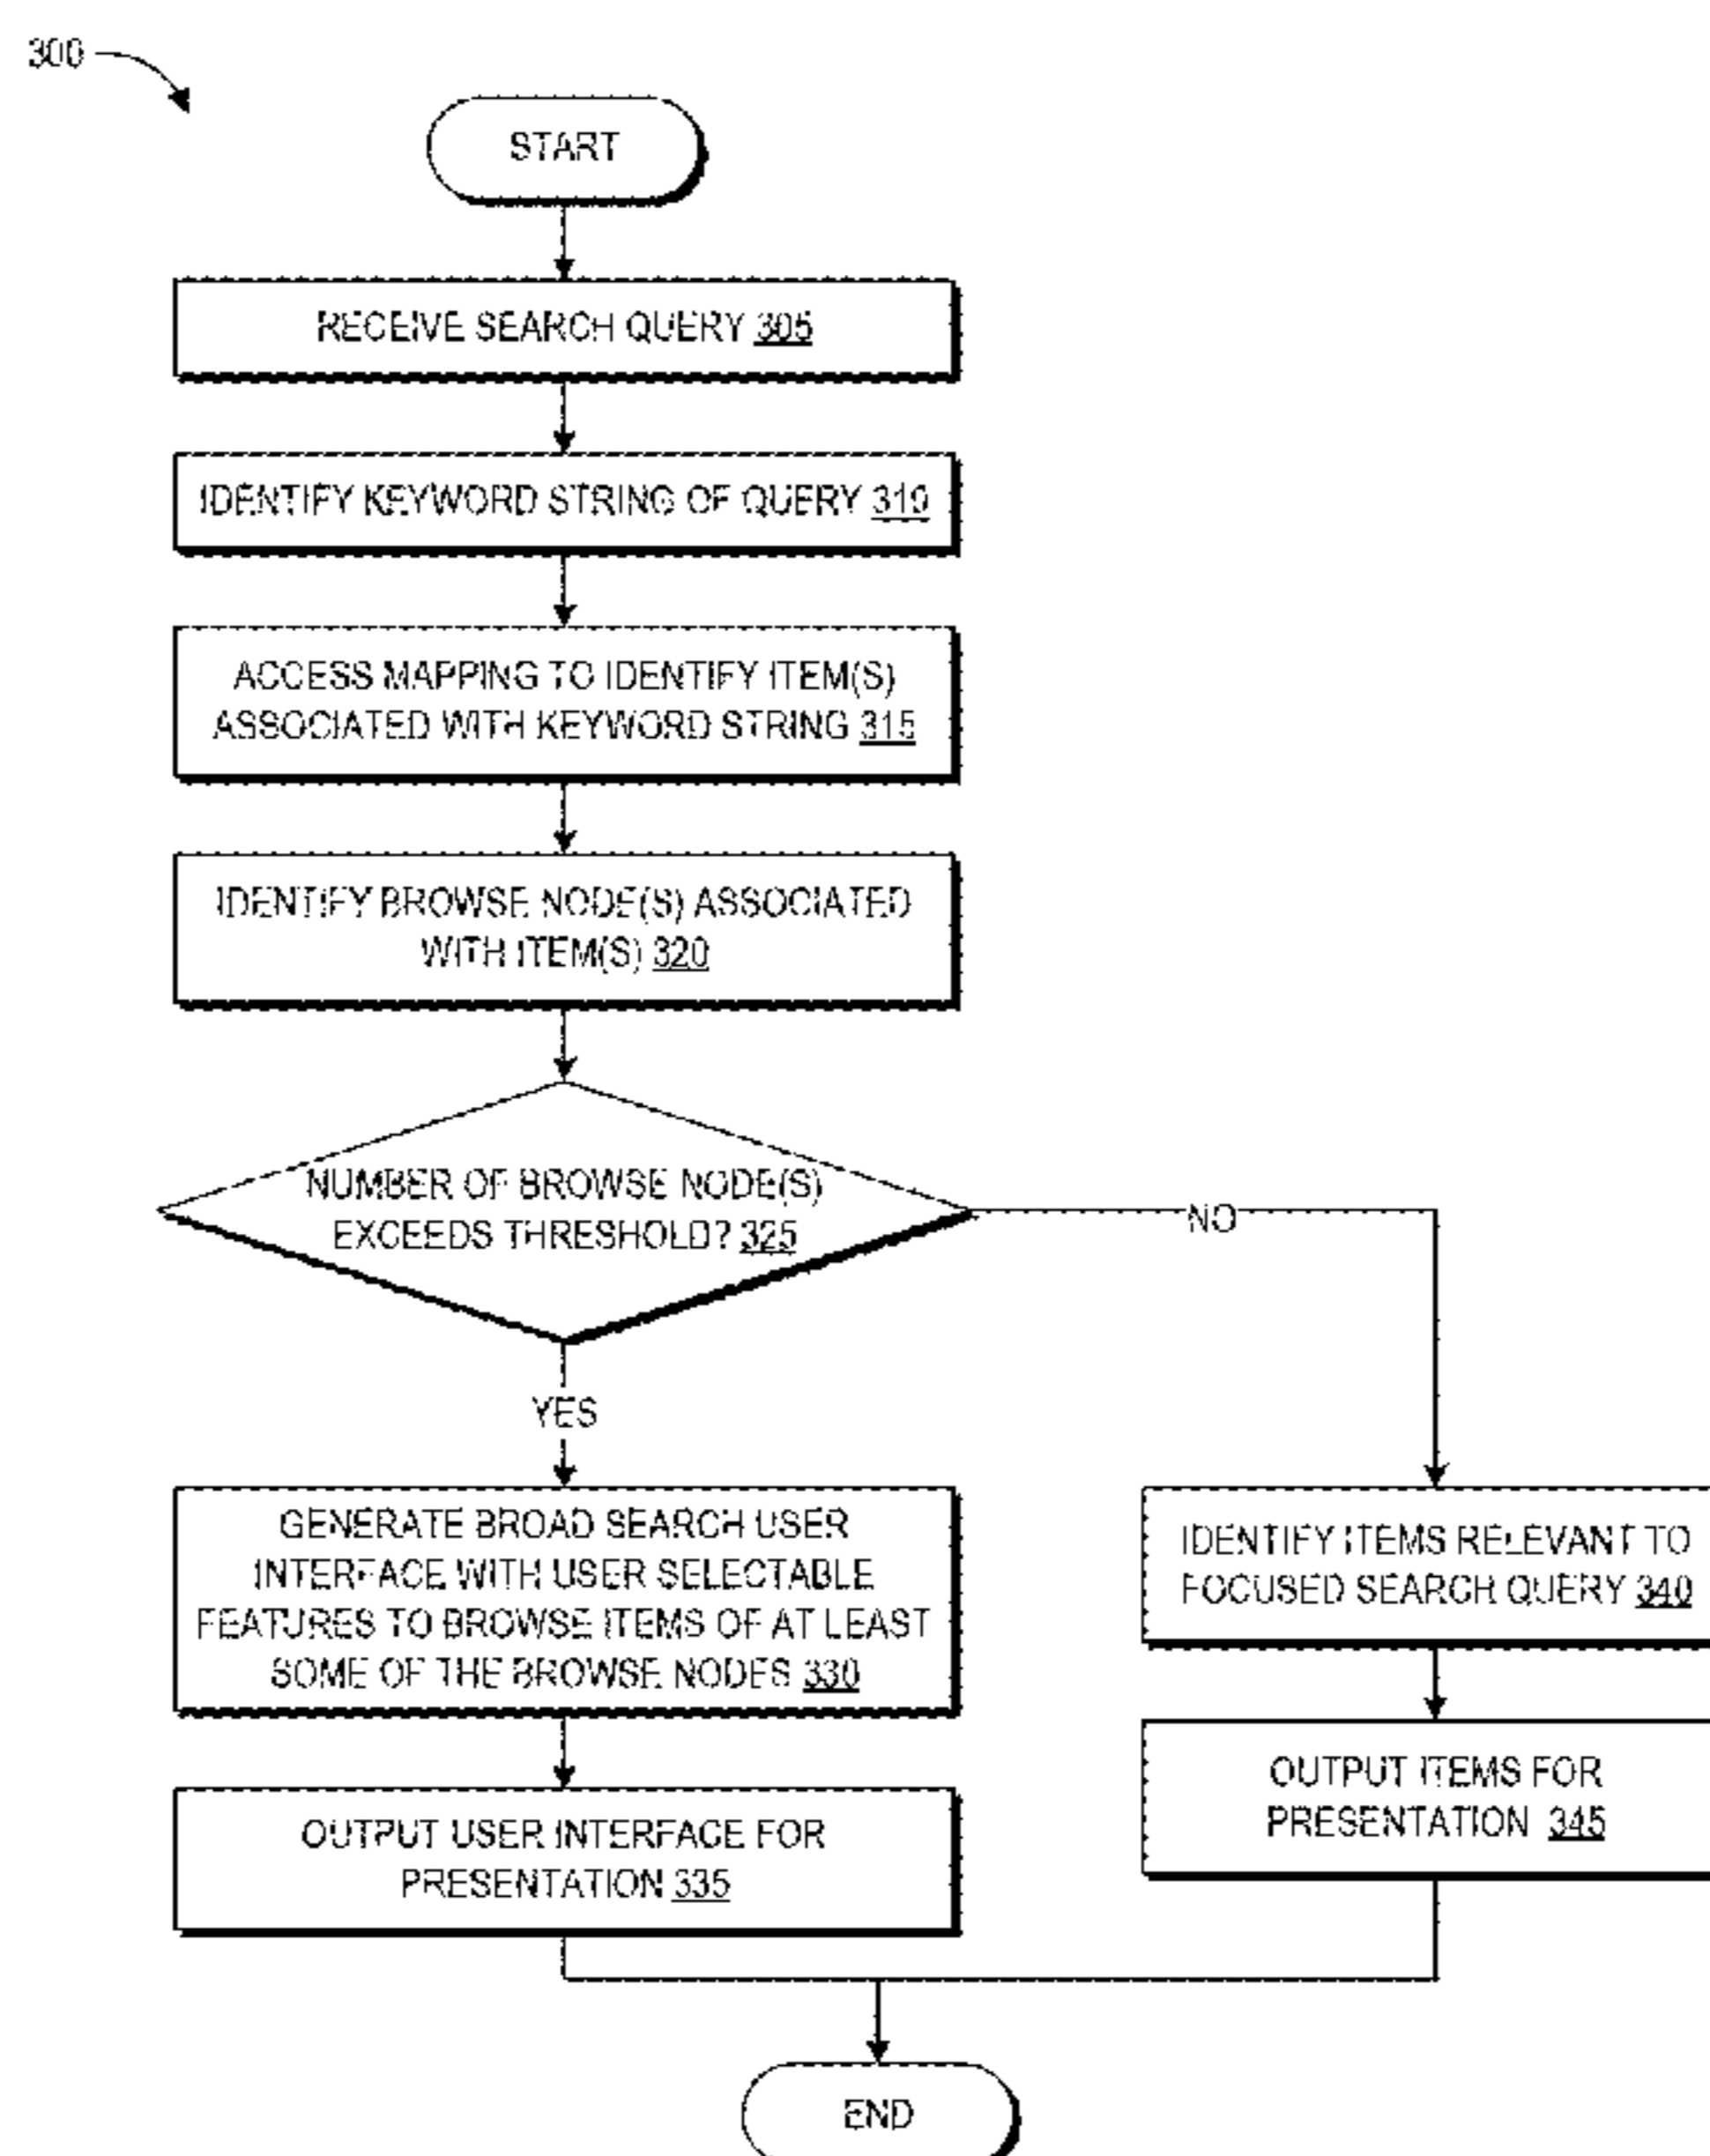 300
START
RECEIVE SEARCH QUERY 305
IDENTIFY KEYWORD STRING OF QUERY 310
ACCESS MAPPING TO IDENTIFY ITEM(S)
ASSOCIATED WITH KEYWORD STRING 315
IDENTIFY BROWSE NODE(S) ASSOCIATED
WITH ITEM(S) 320
NUMBER OF BROWSE NODE(S)
EXCEEDS THRESHOLD? 325
NO
YES
GENERATE BROAD SEARCH USER
INTERFACE WITH USER SELECTABLE
FEATURES TO BROWSE ITEMS OF AT LEAST
SOME OF THE BROWSE NODES 330
IDENTIFY ITEMS RELEVANT TO
FOCUSED SEARCH QUERY 340
OUTPUT USER INTERFACE FOR
PRESENTATION 335
OUTPUT ITEMS FOR
PRESENTATION 345
END